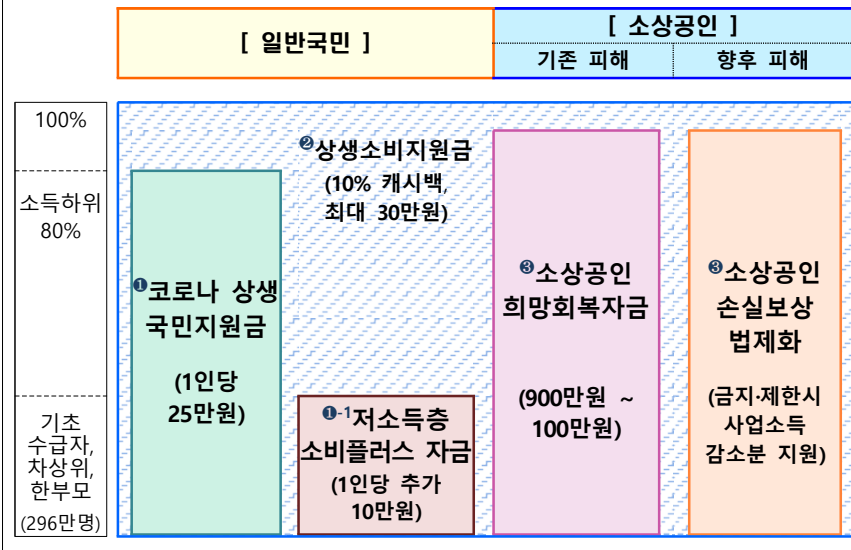 [ 일반국민 ]
[ 소상공인 ]
기존 피해
향후 피해
100%
소득하위
80%
기초
수급자,
차상위,
한부모
(296만명)
❶코로나 상생
국민지원금
(1인당
25만원)
❷상생소비지원금
(10% 캐시백,
최대 30만원)
❶-1저소득층
소비플러스 자금
(1인당 추가
10만원)
❸소상공인
희망회복자금
(900만원 ~
100만원)
❸소상공인
손실보상
법제화
(금지·제한시
사업소득
감소분 지원)